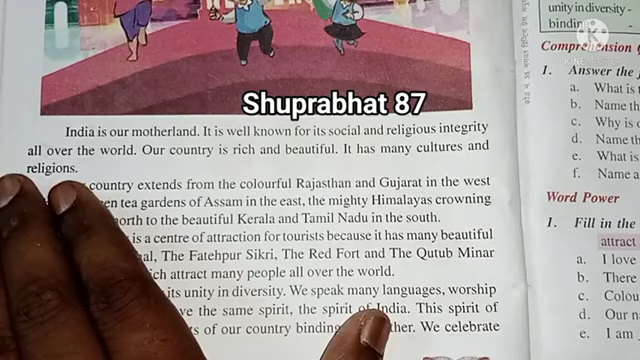 unity in diversity -
binding
KINEMASTER
Comprehension
Shuprabhat 87
India is our motherland. It is well known for its social and religious integrity
all over the world. Our country is rich and beautiful. It has many cultures and
religions.
country extends from the colourful Rajasthan and Gujarat in the west
tea gardens of Assam in the east, the mighty Himalayas crowning
north to the beautiful Kerala and Tamil Nadu in the south.
is a centre of attraction for tourists because it has many beautiful
The Fatehpur Sikri, The Red Fort and The Qutub Minar
attract many people all over the world.
its unity in diversity. We speak many languages, worship
the same spirit, the spirit of India. This spirit of
of our country binding We celebrate
1. Answer the
a. What is
b. Name th
c. Why is
d. Name th
e. What is
f. Name a
Word Power
1. Fill in the
attract
a. I love
b. There
c. Colou
d. Our n
e. I am